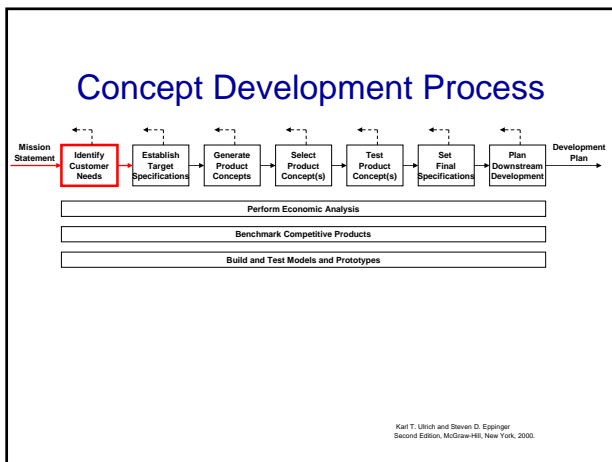 Concept Development Process
Mission
Statement
Identify
Customer
Needs
Establish
Target
Specifications
Generate
Product
Concepts
Select
Product
Concept(s)
Test
Product
Concept(s)
Set
Final
Specifications
Plan
Downstream
Development
Development
Plan
Perform Economic Analysis
Benchmark Competitive Products
Build and Test Models and Prototypes
Karl T. Ulrich and Steven D. Eppinger
Second Edition, McGraw-Hill, New York, 2000.